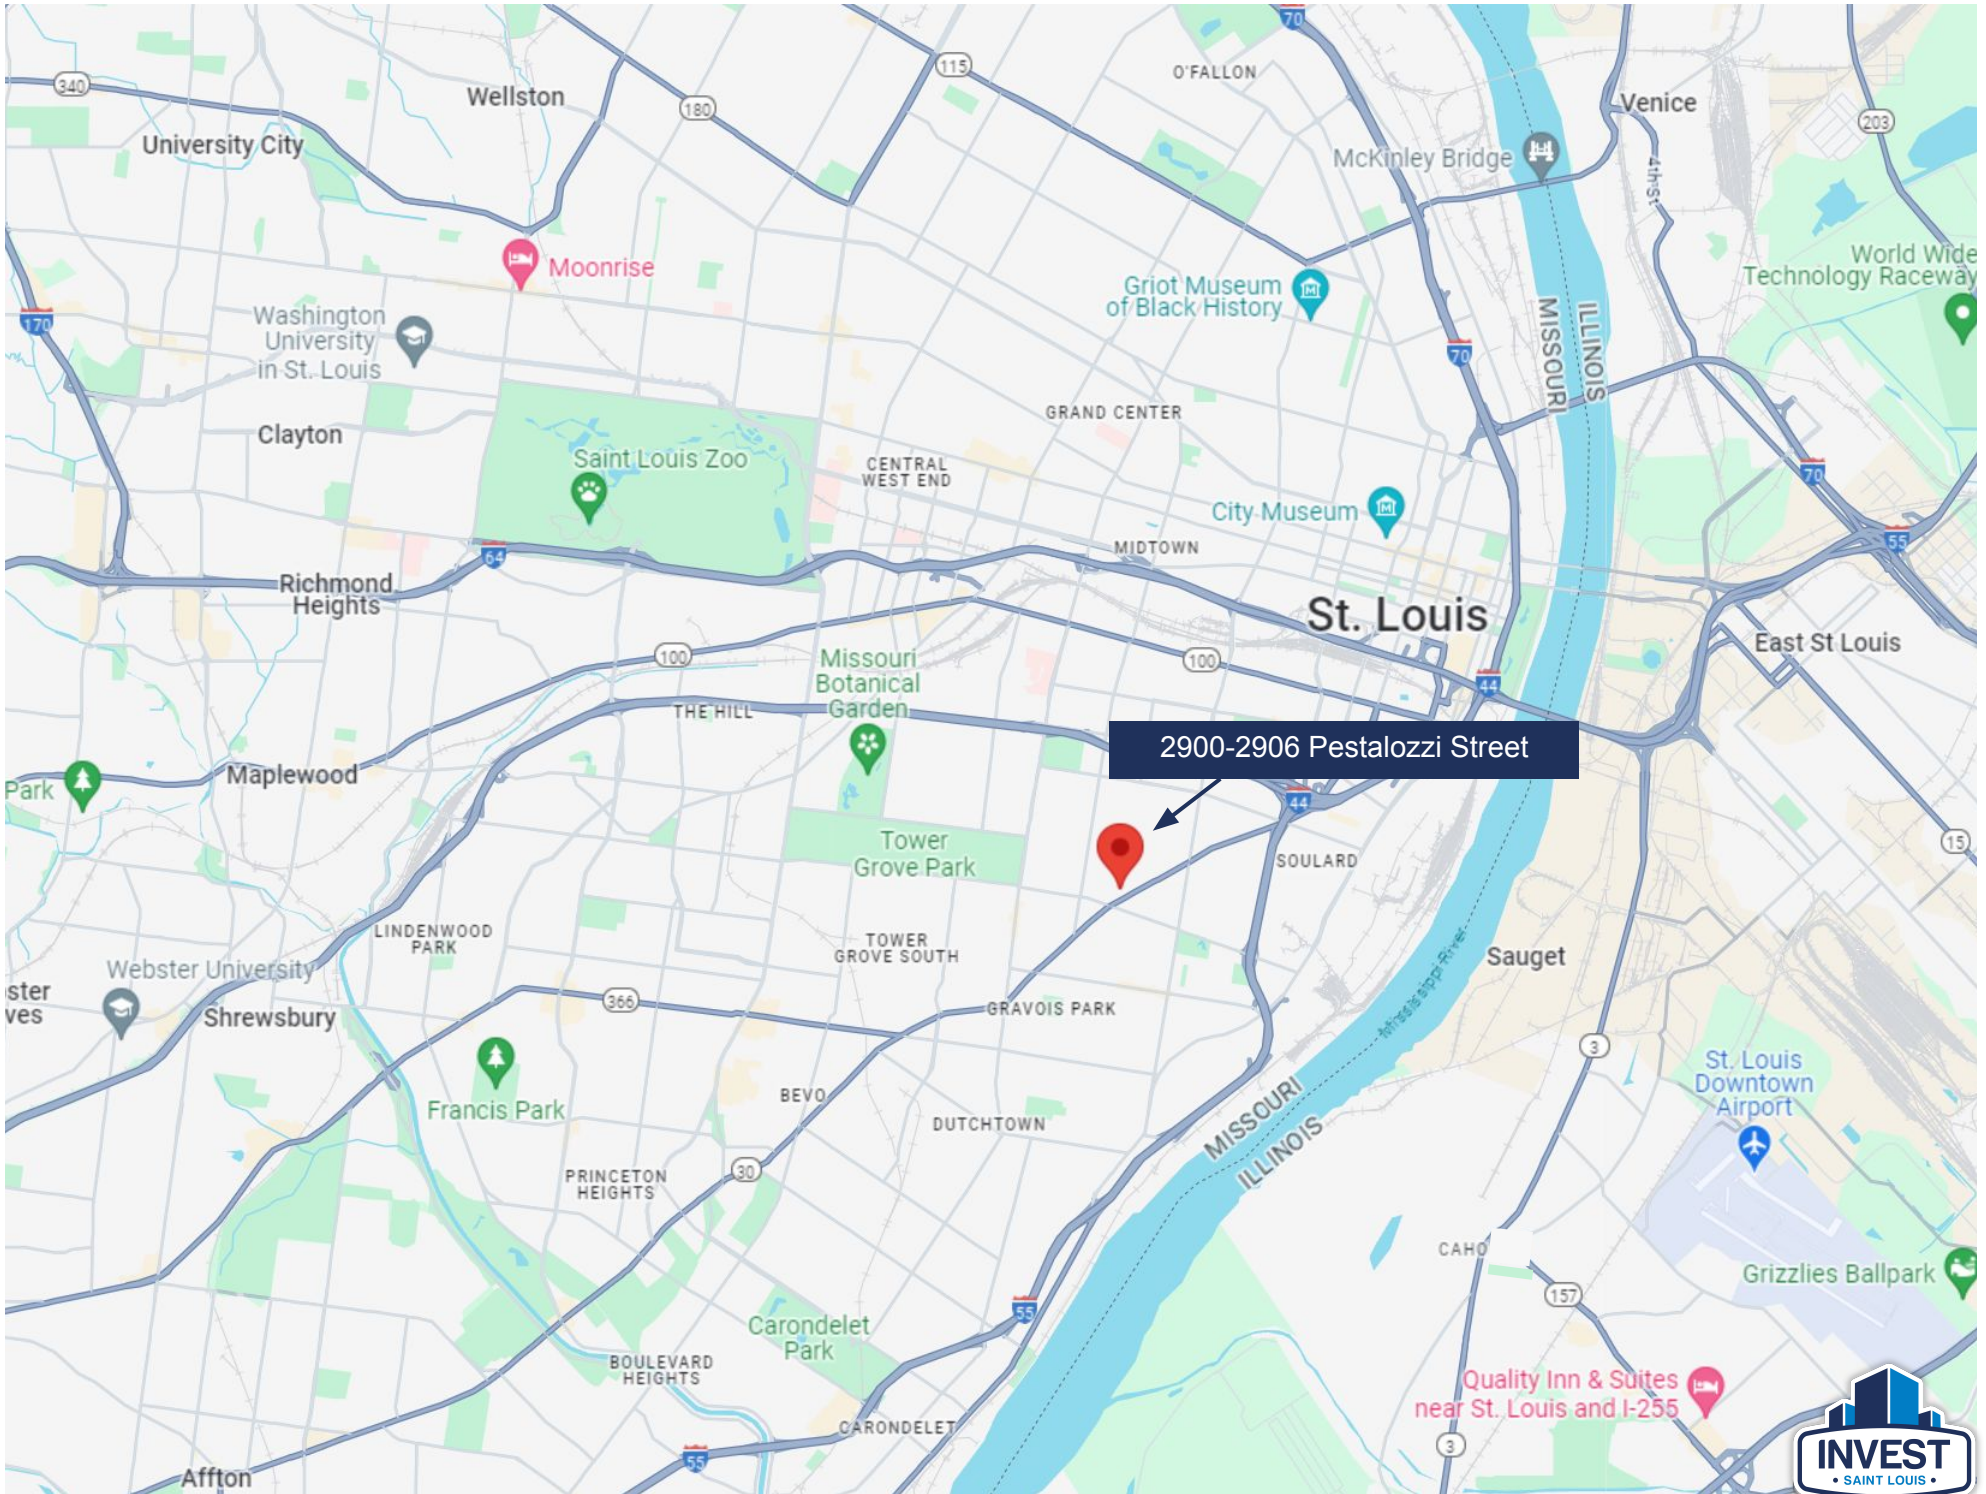 70
115
O'FALLON
340
Wellston
180
Venice
203
University City
McKinley Bridge
4th St
World Wide
Technology Raceway
Moonrise
Griot Museum
of Black History
170
Washington
University
in St. Louis
70
MISSOURI
ILLINOIS
GRAND CENTER
Clayton
Saint Louis Zoo
CENTRAL
WEST END
70
City Museum
55
64
MIDTOWN
Richmond
Heights
St. Louis
East St Louis
100
Missouri
Botanical
Garden
100
44
THE HILL
2900-2906 Pestalozzi Street
Maplewood
Park
44
Tower
Grove Park
SOULARD
15
LINDENWOOD
PARK
TOWER
GROVE SOUTH
Mississippi River
Sauget
Webster University
ster
ves
366
Shrewsbury
GRAVOIS PARK
3
St. Louis
Downtown
Airport
BEVO
Francis Park
DUTCHTOWN
MISSOURI
ILLINOIS
PRINCETON
HEIGHTS
30
CAHO
Grizzlies Ballpark
157
55
Carondelet
Park
BOULEVARD
HEIGHTS
Quality Inn & Suites
near St. Louis and I-255
CARONDELET
3
55
Affton
INVEST
• SAINT LOUIS •